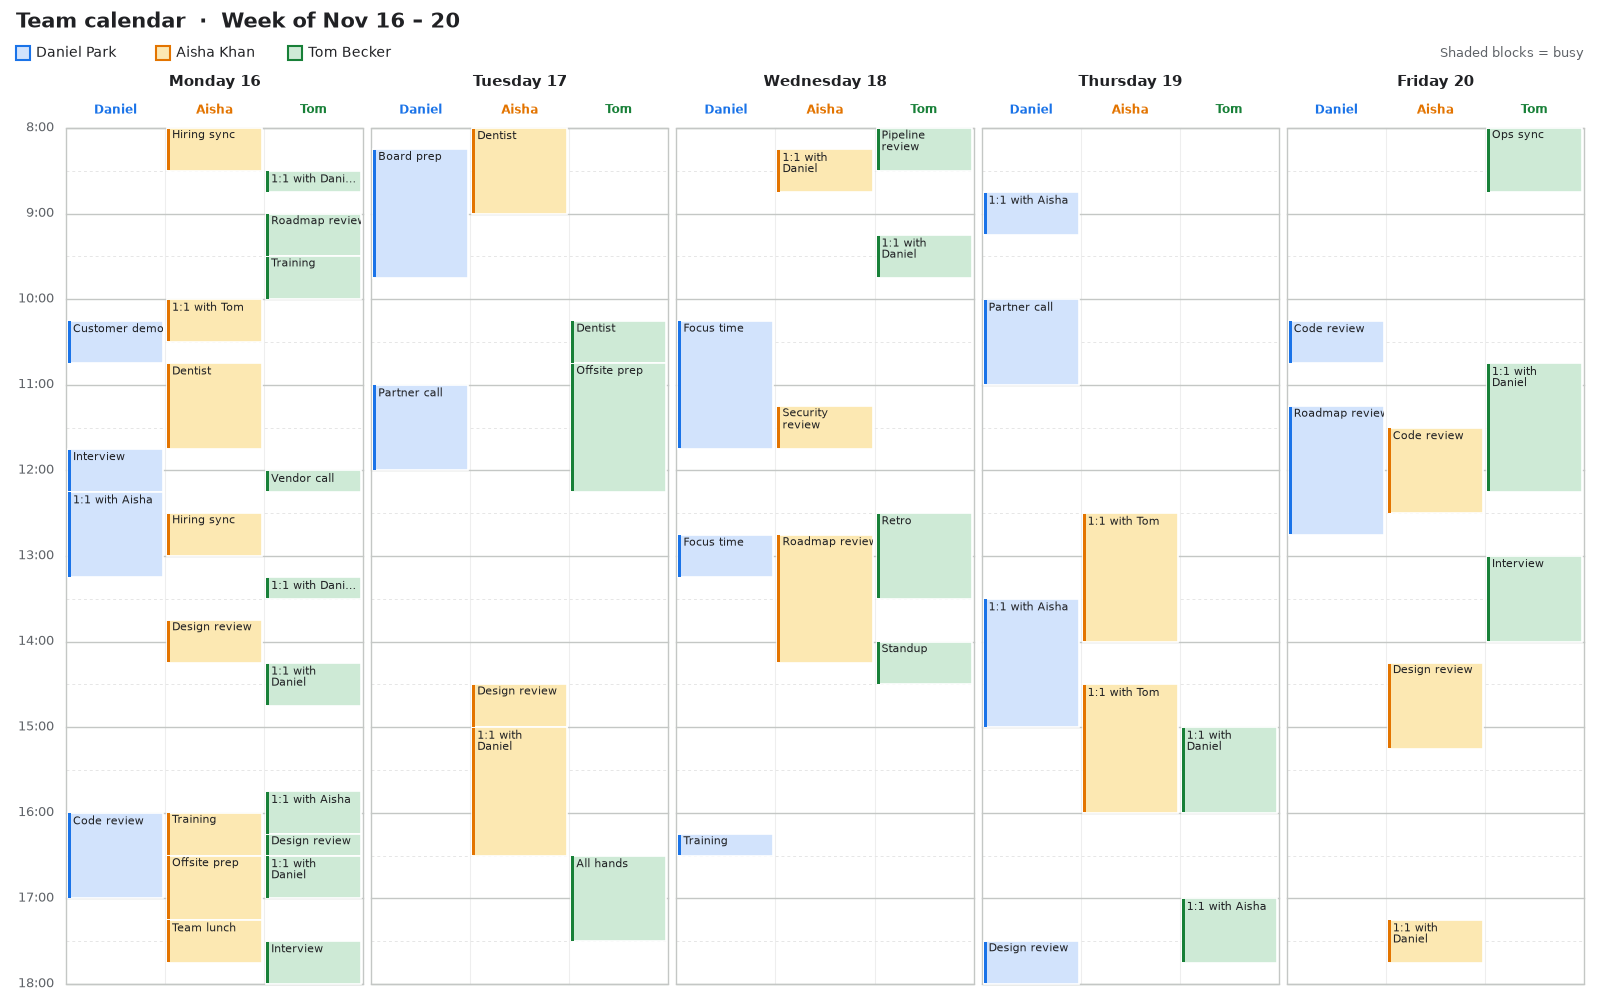 Team calendar · Week of Nov 16 – 20
Daniel Park
Aisha Khan
Tom Becker
Shaded blocks = busy
Monday 16
Tuesday 17
Wednesday 18
Thursday 19
Friday 20
Daniel
Aisha
Tom
Daniel
Aisha
Tom
Daniel
Aisha
Tom
Daniel
Aisha
Tom
Daniel
Aisha
Tom
8:00
9:00
10:00
11:00
12:00
13:00
14:00
15:00
16:00
17:00
18:00
Customer demo
Interview
1:1 with Aisha
Code review
Hiring sync
1:1 with Tom
Dentist
Hiring sync
Design review
Training
Offsite prep
Team lunch
1:1 with Dani...
Roadmap review
Training
Vendor call
1:1 with Dani...
1:1 with
Daniel
1:1 with Aisha
Design review
1:1 with
Daniel
Interview
Board prep
Partner call
Dentist
Design review
1:1 with
Daniel
Dentist
Offsite prep
All hands
Focus time
Focus time
Training
1:1 with
Daniel
Security
review
Roadmap review
Pipeline
review
1:1 with
Daniel
Retro
Standup
1:1 with Aisha
Partner call
1:1 with Aisha
Design review
1:1 with Tom
1:1 with Tom
1:1 with
Daniel
1:1 with Aisha
Code review
Roadmap review
Code review
Design review
1:1 with
Daniel
Ops sync
1:1 with
Daniel
Interview